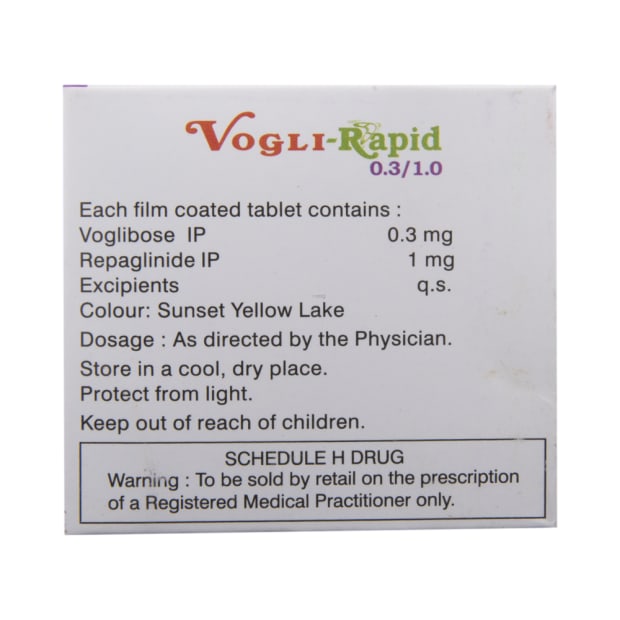 VOGLI-Rapid
0.3/1.0
Each film coated tablet contains :
Voglibose IP 0.3 mg
Repaglinide IP 1 mg
Excipients q.s.
Colour: Sunset Yellow Lake
Dosage : As directed by the Physician.
Store in a cool, dry place.
Protect from light.
Keep out of reach of children.
SCHEDULE H DRUG
Warning : To be sold by retail on the prescription
of a Registered Medical Practitioner only.